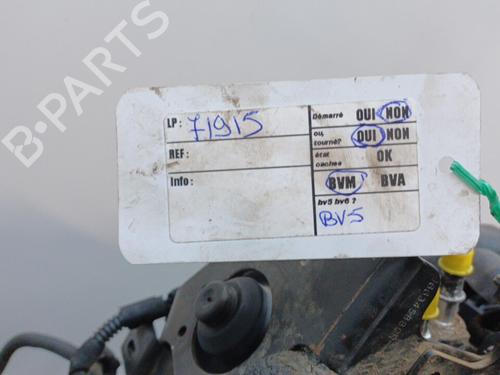 B-PARTS
LP: 71915
Démarré OUI NON
ou tourné? OUI NON
REF:
état caches OK
Info:
BVM BVA
bv5 bv6 ?
BV5